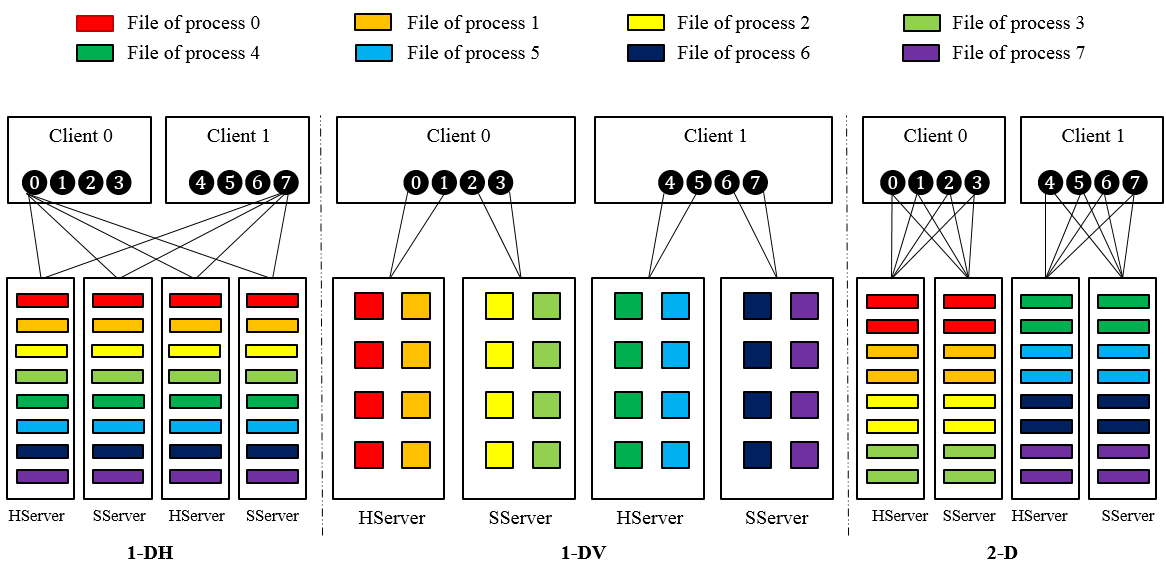 File of process 0 File of process 1 File of process 2 File of process 3
File of process 4 File of process 5 File of process 6 File of process 7
Client 0 Client 1 Client 0 Client 1 Client 0 Client 1
0 1 2 3 4 5 6 7 0 1 2 3 4 5 6 7 0 1 2 3 4 5 6 7
HServer SServer HServer SServer HServer SServer HServer SServer HServer SServer HServer SServer
1-DH 1-DV 2-D